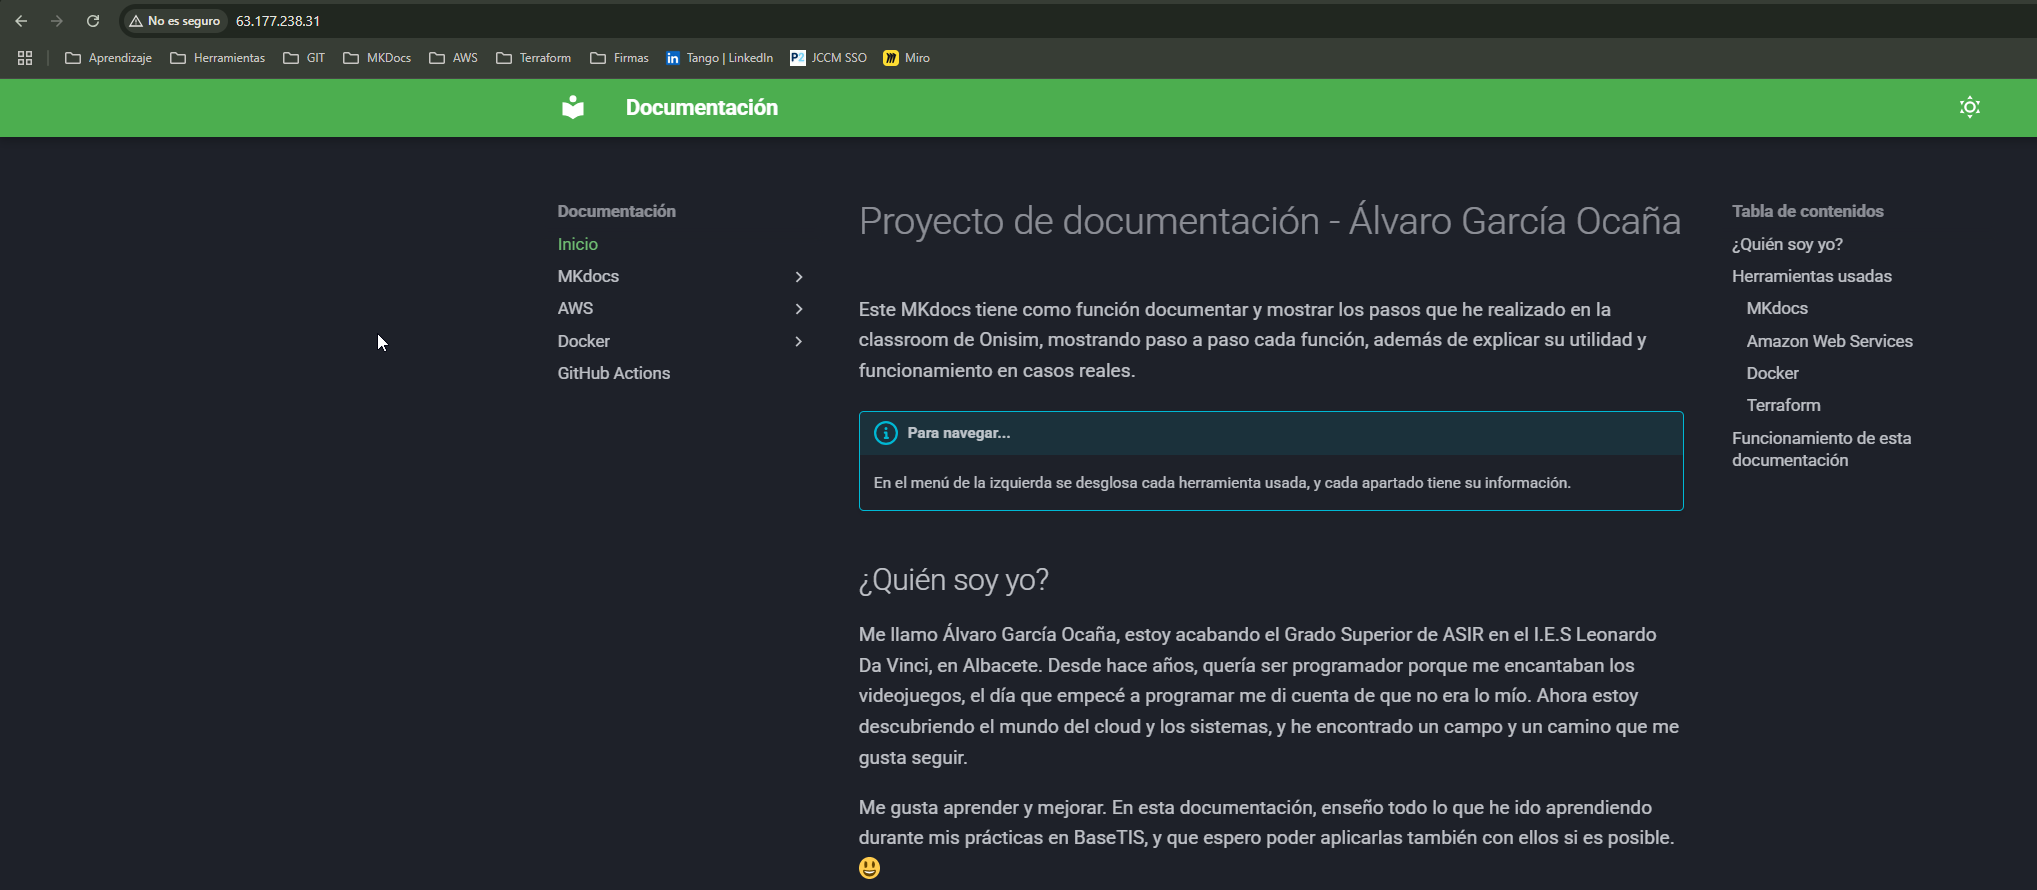 No es seguro 63.177.238.31
Aprendizaje Herramientas GIT MKDocs AWS Terraform Firmas in Tango | LinkedIn P2 JCCM SSO Miro
Documentación
Documentación
Inicio
MKdocs
AWS
Docker
GitHub Actions
Proyecto de documentación - Álvaro García Ocaña
Este MKdocs tiene como función documentar y mostrar los pasos que he realizado en la
classroom de Onisim, mostrando paso a paso cada función, además de explicar su utilidad y
funcionamiento en casos reales.
Para navegar...
En el menú de la izquierda se desglosa cada herramienta usada, y cada apartado tiene su información.
¿Quién soy yo?
Me llamo Álvaro García Ocaña, estoy acabando el Grado Superior de ASIR en el I.E.S Leonardo
Da Vinci, en Albacete. Desde hace años, quería ser programador porque me encantaban los
videojuegos, el día que empecé a programar me di cuenta de que no era lo mío. Ahora estoy
descubriendo el mundo del cloud y los sistemas, y he encontrado un campo y un camino que me
gusta seguir.
Me gusta aprender y mejorar. En esta documentación, enseño todo lo que he ido aprendiendo
durante mis prácticas en BaseTIS, y que espero poder aplicarlas también con ellos si es posible.
😃
Tabla de contenidos
¿Quién soy yo?
Herramientas usadas
MKdocs
Amazon Web Services
Docker
Terraform
Funcionamiento de esta
documentación